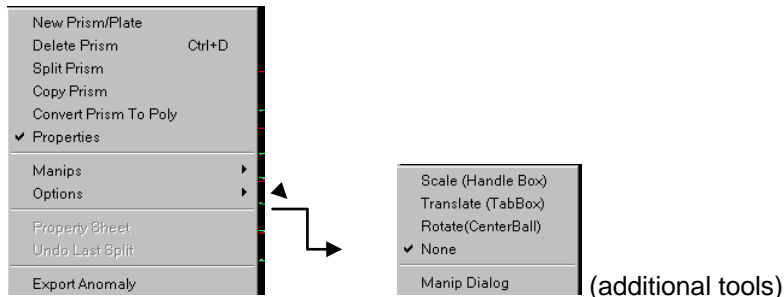 New Prism/Plate
Delete Prism Ctrl+D
Split Prism
Copy Prism
Convert Prism To Poly
Properties
Manips
Options
Property Sheet
Undo Last Split
Export Anomaly
Scale (Handle Box)
Translate (TabBox)
Rotate(CenterBall)
None
Manip Dialog
(additional tools)